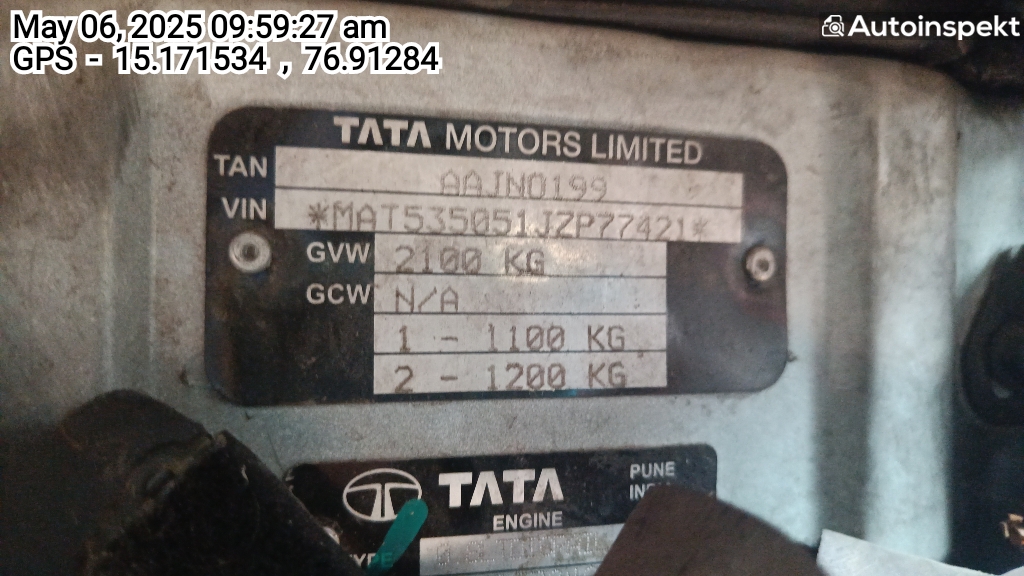 May 06, 2025 09:59:27 am
GPS - 15.171534 , 76.91284
Autoinspekt
TATA MOTORS LIMITED
TAN AAJN0199
VIN *MAT535051JZP77421*
GVW 2100 KG
GCW N/A
1 - 1100 KG
2 - 1200 KG
TATA
PUNE
ENGINE